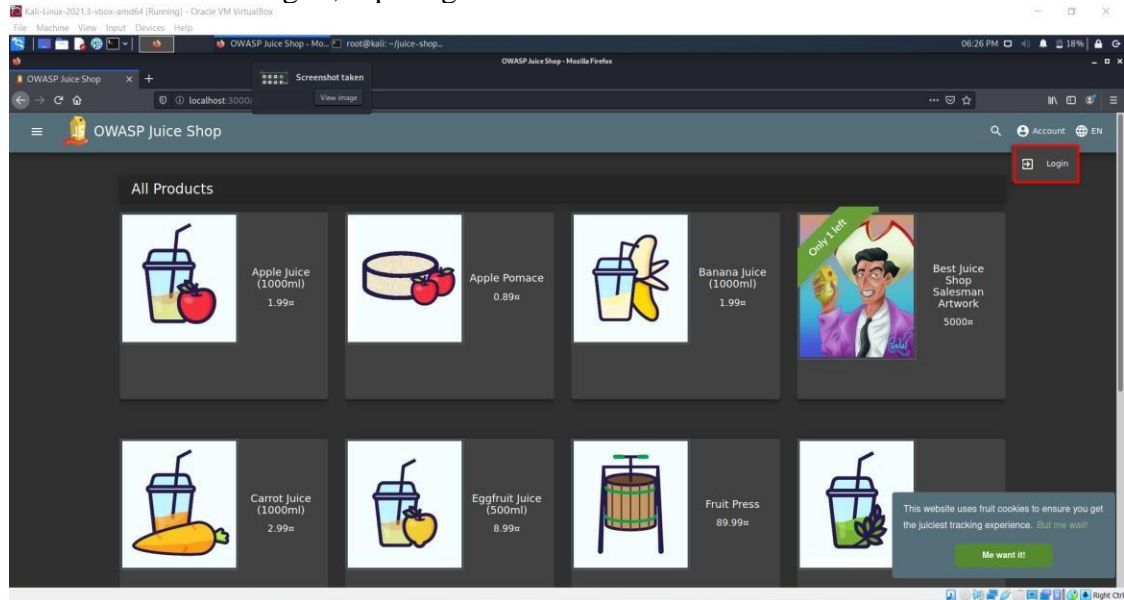 Kali-Linux-2021.3-vbox-amd64 [Running] - Oracle VM VirtualBox
File Machine View Input Devices Help
OWASP Juice Shop - Mo...
root@kali: ~/juice-shop...
06:26 PM
18%
OWASP Juice Shop - Mozilla Firefox
OWASP Juice Shop
Screenshot taken
View image
localhost:3000/
OWASP Juice Shop
Account
EN
Login
All Products
Only 1 left
Apple Juice
(1000ml)
1.99¤
Apple Pomace
0.89¤
Banana Juice
(1000ml)
1.99¤
Best Juice
Shop
Salesman
Artwork
5000¤
Carrot Juice
(1000ml)
2.99¤
Eggfruit Juice
(500ml)
8.99¤
Fruit Press
89.99¤
This website uses fruit cookies to ensure you get
the juiciest tracking experience. But me wait!
Me want it!
Right Ctrl